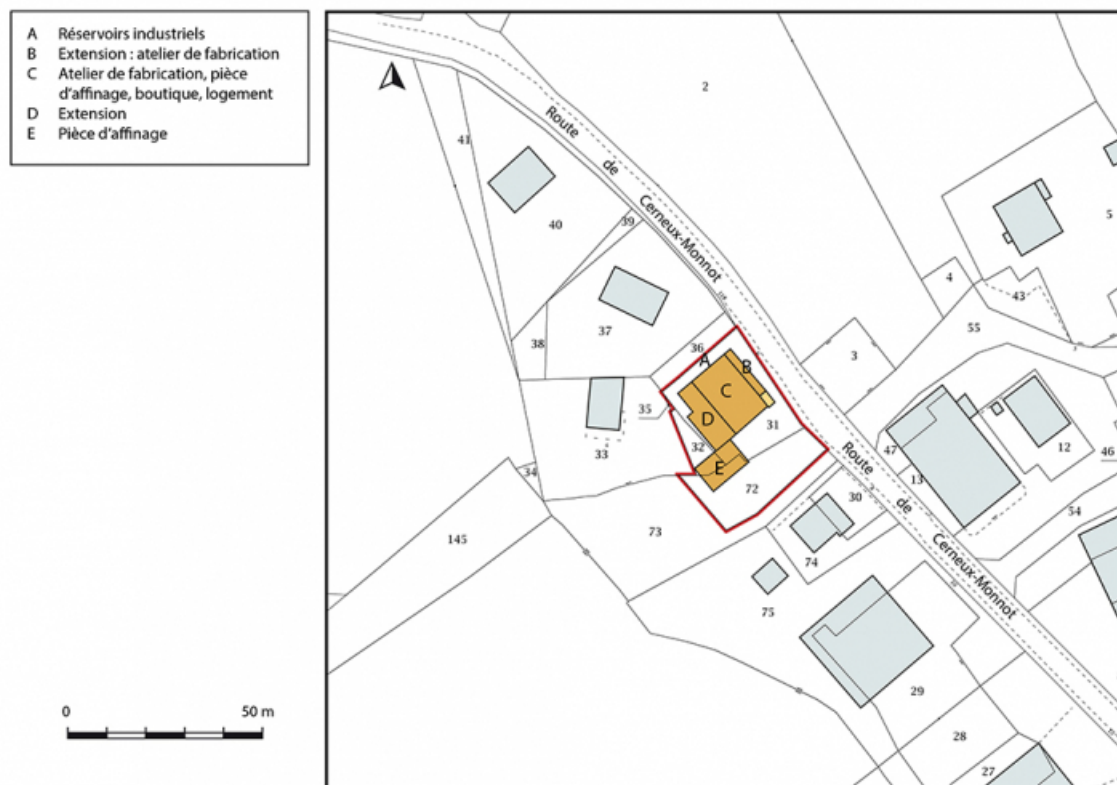 A Réservoirs industriels
B Extension : atelier de fabrication
C Atelier de fabrication, pièce
d'affinage, boutique, logement
D Extension
E Pièce d'affinage
0 50 m
2
Route
de
Cerneux-Monnot
41
40
39
5
4
43
37
38
36
A
B
C
D
E
55
3
35
31
32
33
34
72
73
145
Route
de
Cerneux-Monnot
47
13
12
46
54
30
74
75
29
28
27